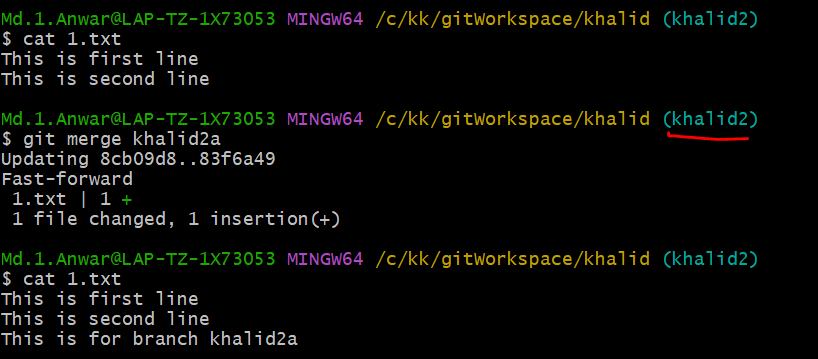 Md.1.Anwar@LAP-TZ-1X73053 MINGW64 /c/kk/gitWorkspace/khalid (khalid2)
$ cat 1.txt
This is first line
This is second line
Md.1.Anwar@LAP-TZ-1X73053 MINGW64 /c/kk/gitWorkspace/khalid (khalid2)
$ git merge khalid2a
Updating 8cb09d8..83f6a49
Fast-forward
 1.txt | 1 +
 1 file changed, 1 insertion(+)
Md.1.Anwar@LAP-TZ-1X73053 MINGW64 /c/kk/gitWorkspace/khalid (khalid2)
$ cat 1.txt
This is first line
This is second line
This is for branch khalid2a